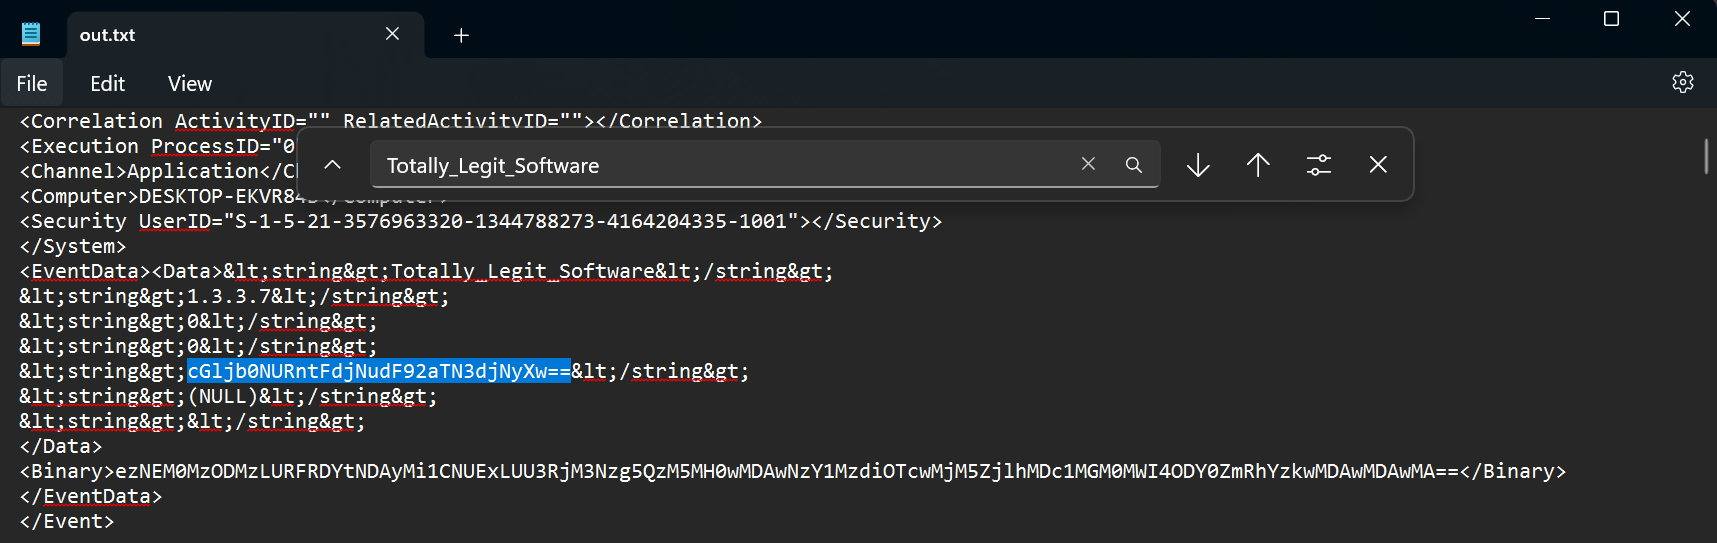 out.txt
File Edit View
<Correlation ActivityID="" RelatedActivityID=""></Correlation>
<Execution ProcessID="0
Totally_Legit_Software
<Channel>Application</C
<Computer>DESKTOP-EKVR84
<Security UserID="S-1-5-21-3576963320-1344788273-4164204335-1001"></Security>
</System>
<EventData><Data>&lt;string&gt;Totally_Legit_Software&lt;/string&gt;
&lt;string&gt;1.3.3.7&lt;/string&gt;
&lt;string&gt;0&lt;/string&gt;
&lt;string&gt;0&lt;/string&gt;
&lt;string&gt;cGljb0NURntFdjNudF92aTN3djNyXw==&lt;/string&gt;
&lt;string&gt;(NULL)&lt;/string&gt;
&lt;string&gt;&lt;/string&gt;
</Data>
<Binary>ezNEM0MzODMzLURFRDYtNDAyMi1CNUExLUU3RjM3Nzg5QzM5MH0wMDAwNzY1MzdiOTcwMjM5ZjlhMDc1MGM0MWI4ODY0ZmRhYzkwMDAwMDAwMA==</Binary>
</EventData>
</Event>